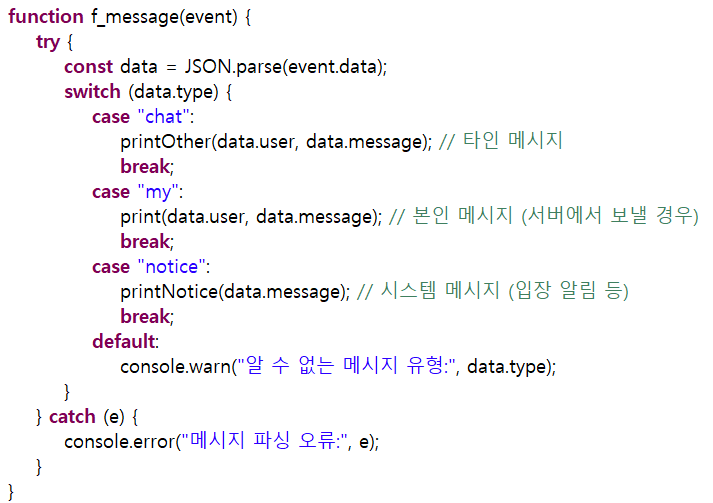 function f_message(event) {
try {
const data = JSON.parse(event.data);
switch (data.type) {
case "chat":
printOther(data.user, data.message); // 타인 메시지
break;
case "my":
print(data.user, data.message); // 본인 메시지 (서버에서 보낼 경우)
break;
case "notice":
printNotice(data.message); // 시스템 메시지 (입장 알림 등)
break;
default:
console.warn("알 수 없는 메시지 유형:", data.type);
}
} catch (e) {
console.error("메시지 파싱 오류:", e);
}
}